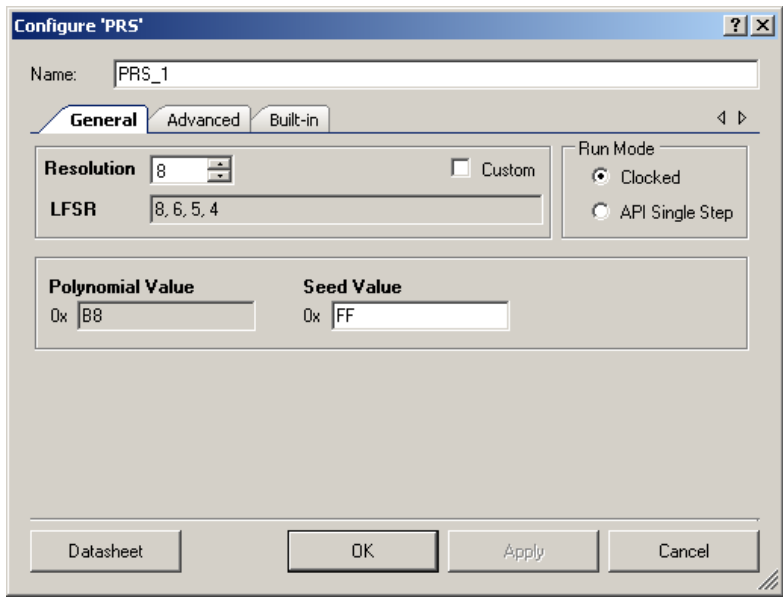 Configure 'PRS'
Name: PRS_1
General Advanced Built-in
Resolution 8 Custom
LFSR 8, 6, 5, 4
Run Mode
Clocked
API Single Step
Polynomial Value Seed Value
0x B8 0x FF
Datasheet OK Apply Cancel